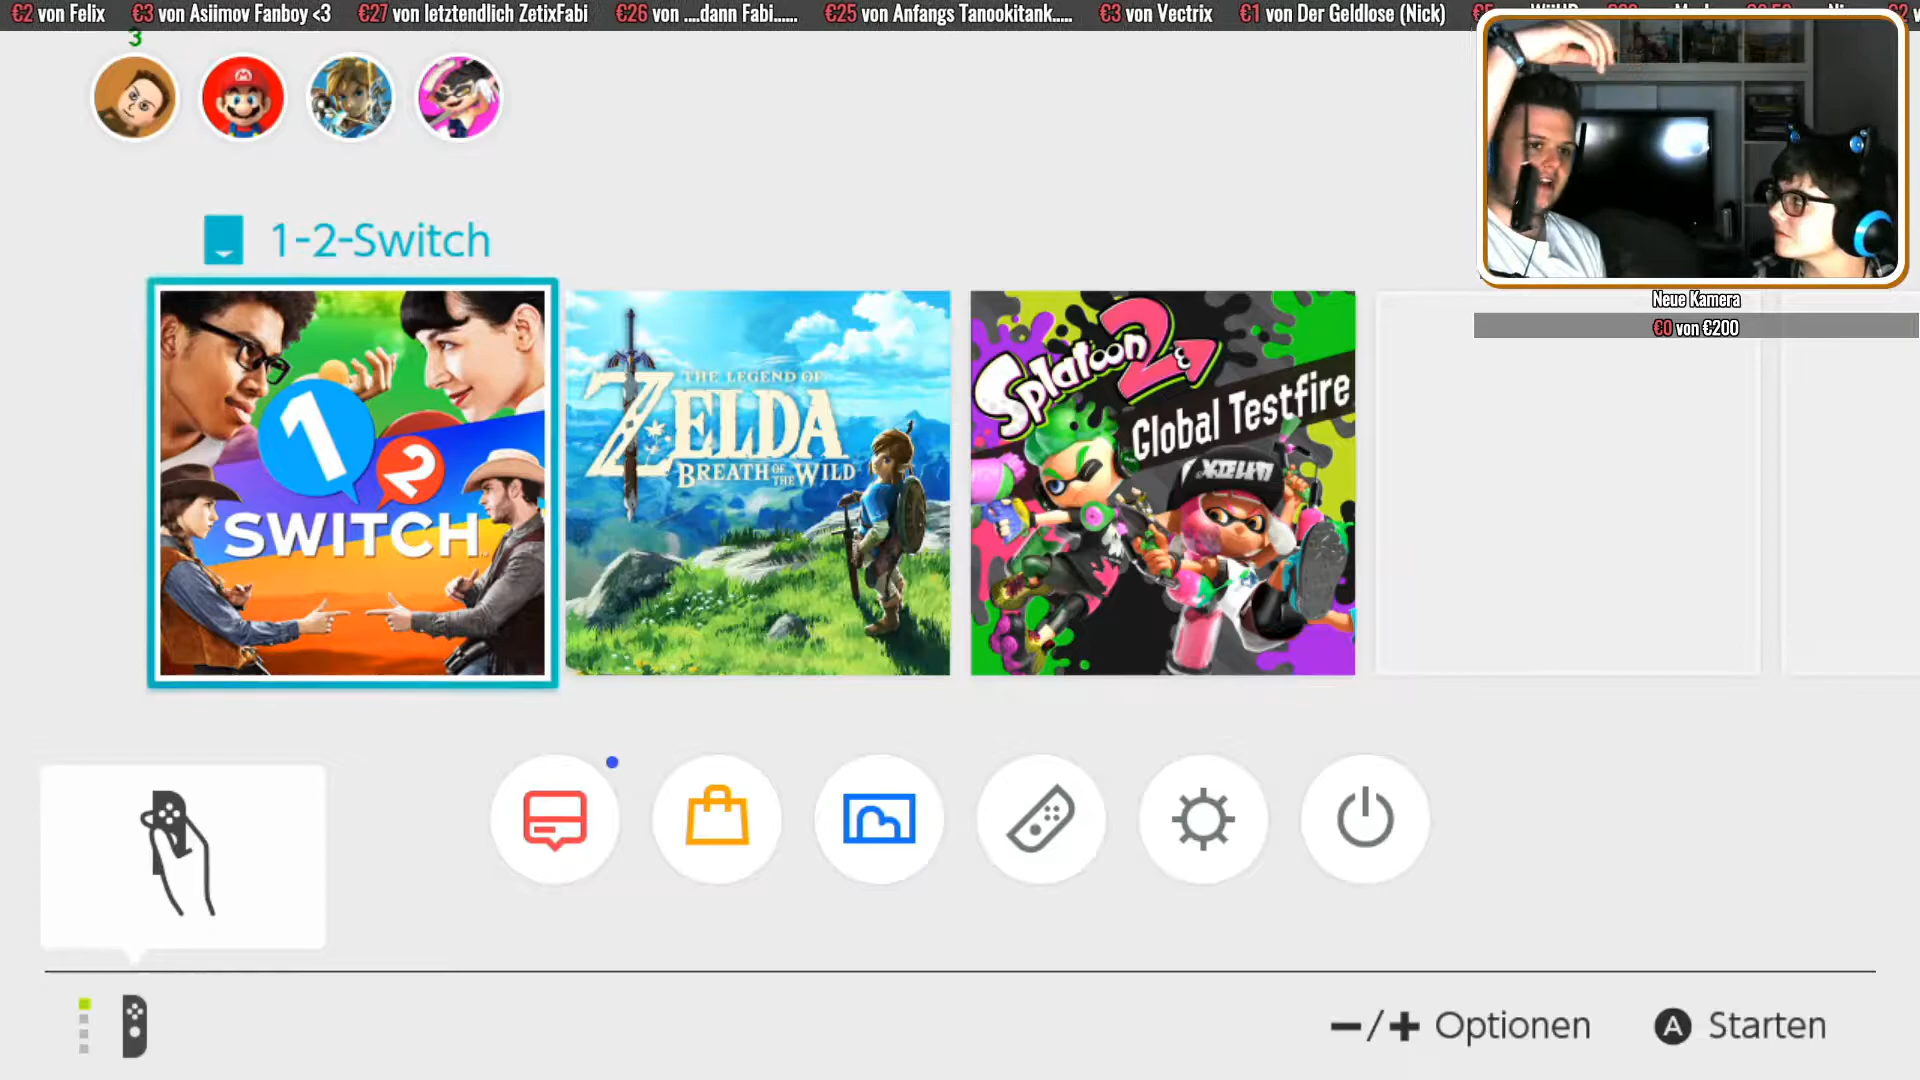 €2 von Felix €3 von Asiimov Fanboy <3 €27 von letztendlich ZetixFabi €26 von ....dann Fabi...... €25 von Anfangs Tanookitank..... €3 von Vectrix €1 von Der Geldlose (Nick)
3
1-2-Switch
1 2 SWITCH
THE LEGEND OF
ZELDA
BREATH OF THE WILD
Splatoon 2
Global Testfire
Neue Kamera
€0 von €200
−/+ Optionen
A Starten